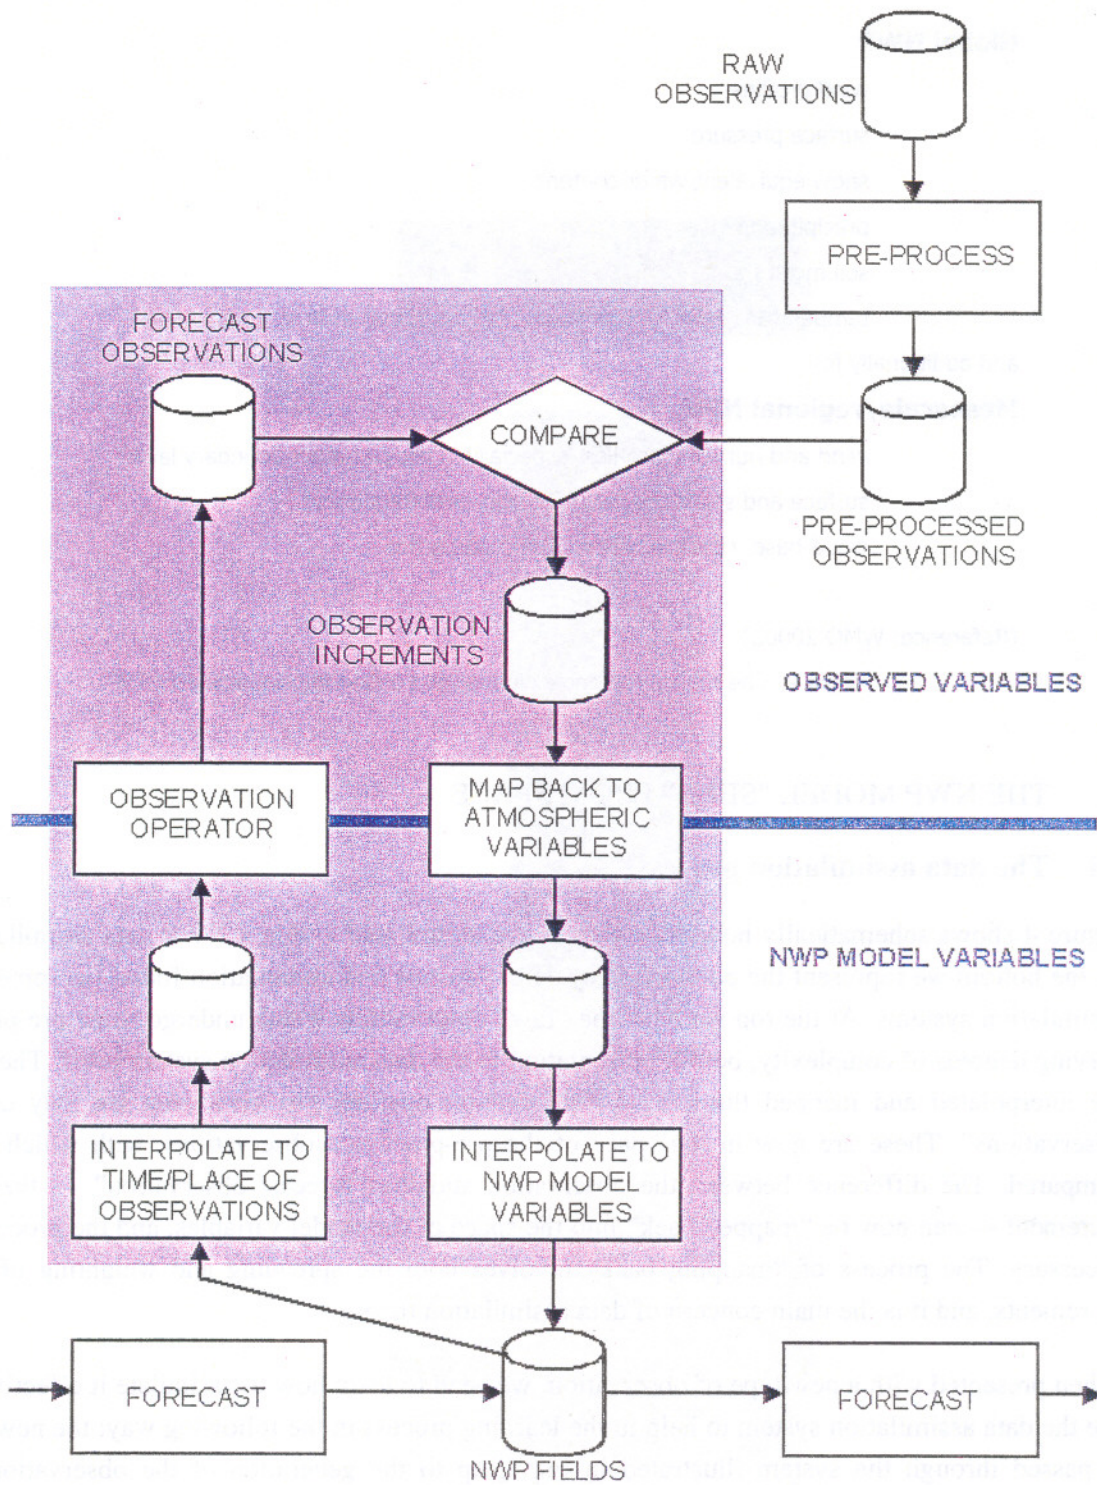 RAW
OBSERVATIONS
PRE-PROCESS
FORECAST
OBSERVATIONS
COMPARE
PRE-PROCESSED
OBSERVATIONS
OBSERVATION
INCREMENTS
OBSERVED VARIABLES
OBSERVATION
OPERATOR
MAP BACK TO
ATMOSPHERIC
VARIABLES
NWP MODEL VARIABLES
INTERPOLATE TO
TIME/PLACE OF
OBSERVATIONS
INTERPOLATE TO
NWP MODEL
VARIABLES
FORECAST
NWP FIELDS
FORECAST